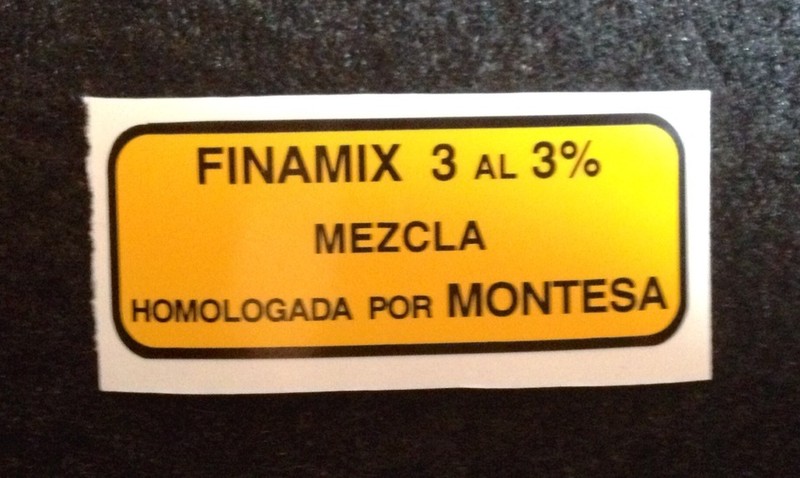 FINAMIX 3 AL 3%
MEZCLA
HOMOLOGADA POR MONTESA